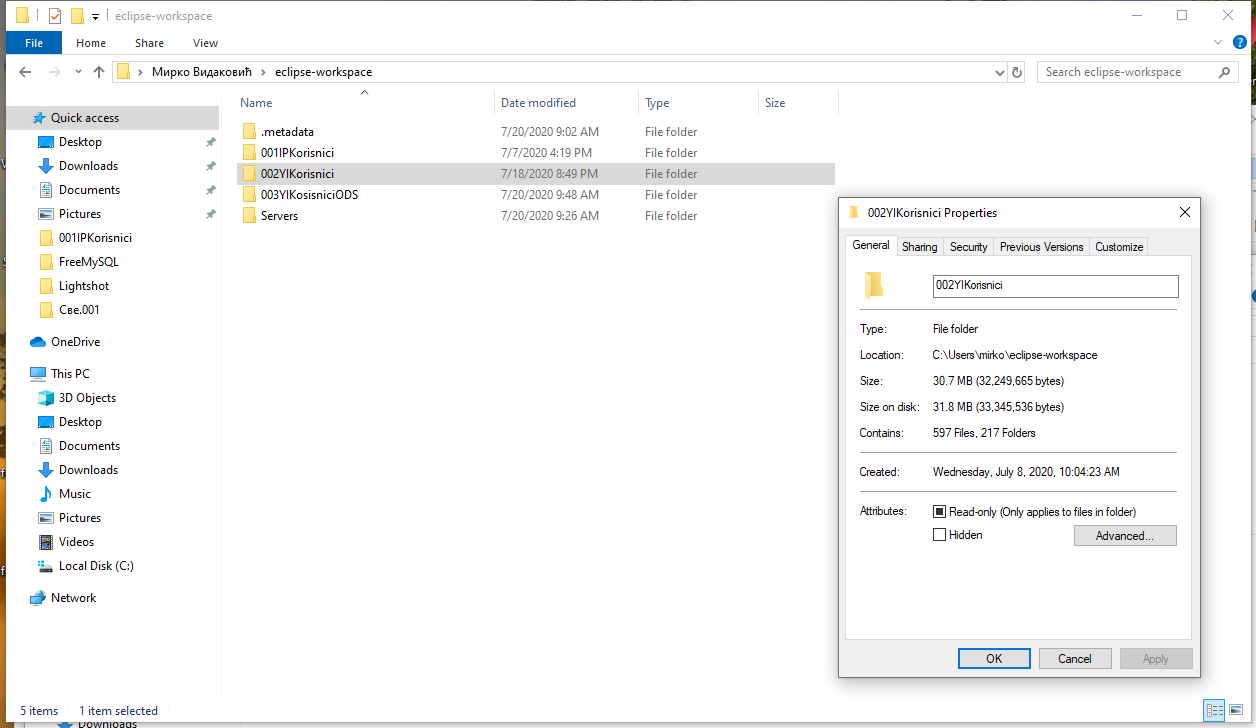 eclipse-workspace
File Home Share View
Мирко Видаковић eclipse-workspace
Search eclipse-workspace
Name Date modified Type Size
Quick access
Desktop
Downloads
Documents
Pictures
001IPKorisnici
FreeMySQL
Lightshot
Све.001
OneDrive
This PC
3D Objects
Desktop
Documents
Downloads
Music
Pictures
Videos
Local Disk (C:)
Network
.metadata 7/20/2020 9:02 AM File folder
001IPKorisnici 7/7/2020 4:19 PM File folder
002YIKorisnici 7/18/2020 8:49 PM File folder
003YIKosisniciODS 7/20/2020 9:48 AM File folder
Servers 7/20/2020 9:26 AM File folder
002YIKorisnici Properties
General Sharing Security Previous Versions Customize
002YIKorisnici
Type: File folder
Location: C:\Users\mirko\eclipse-workspace
Size: 30.7 MB (32,249,665 bytes)
Size on disk: 31.8 MB (33,345,536 bytes)
Contains: 597 Files, 217 Folders
Created: Wednesday, July 8, 2020, 10:04:23 AM
Attributes: Read-only (Only applies to files in folder)
Hidden
Advanced...
OK Cancel Apply
5 items 1 item selected
Downloads